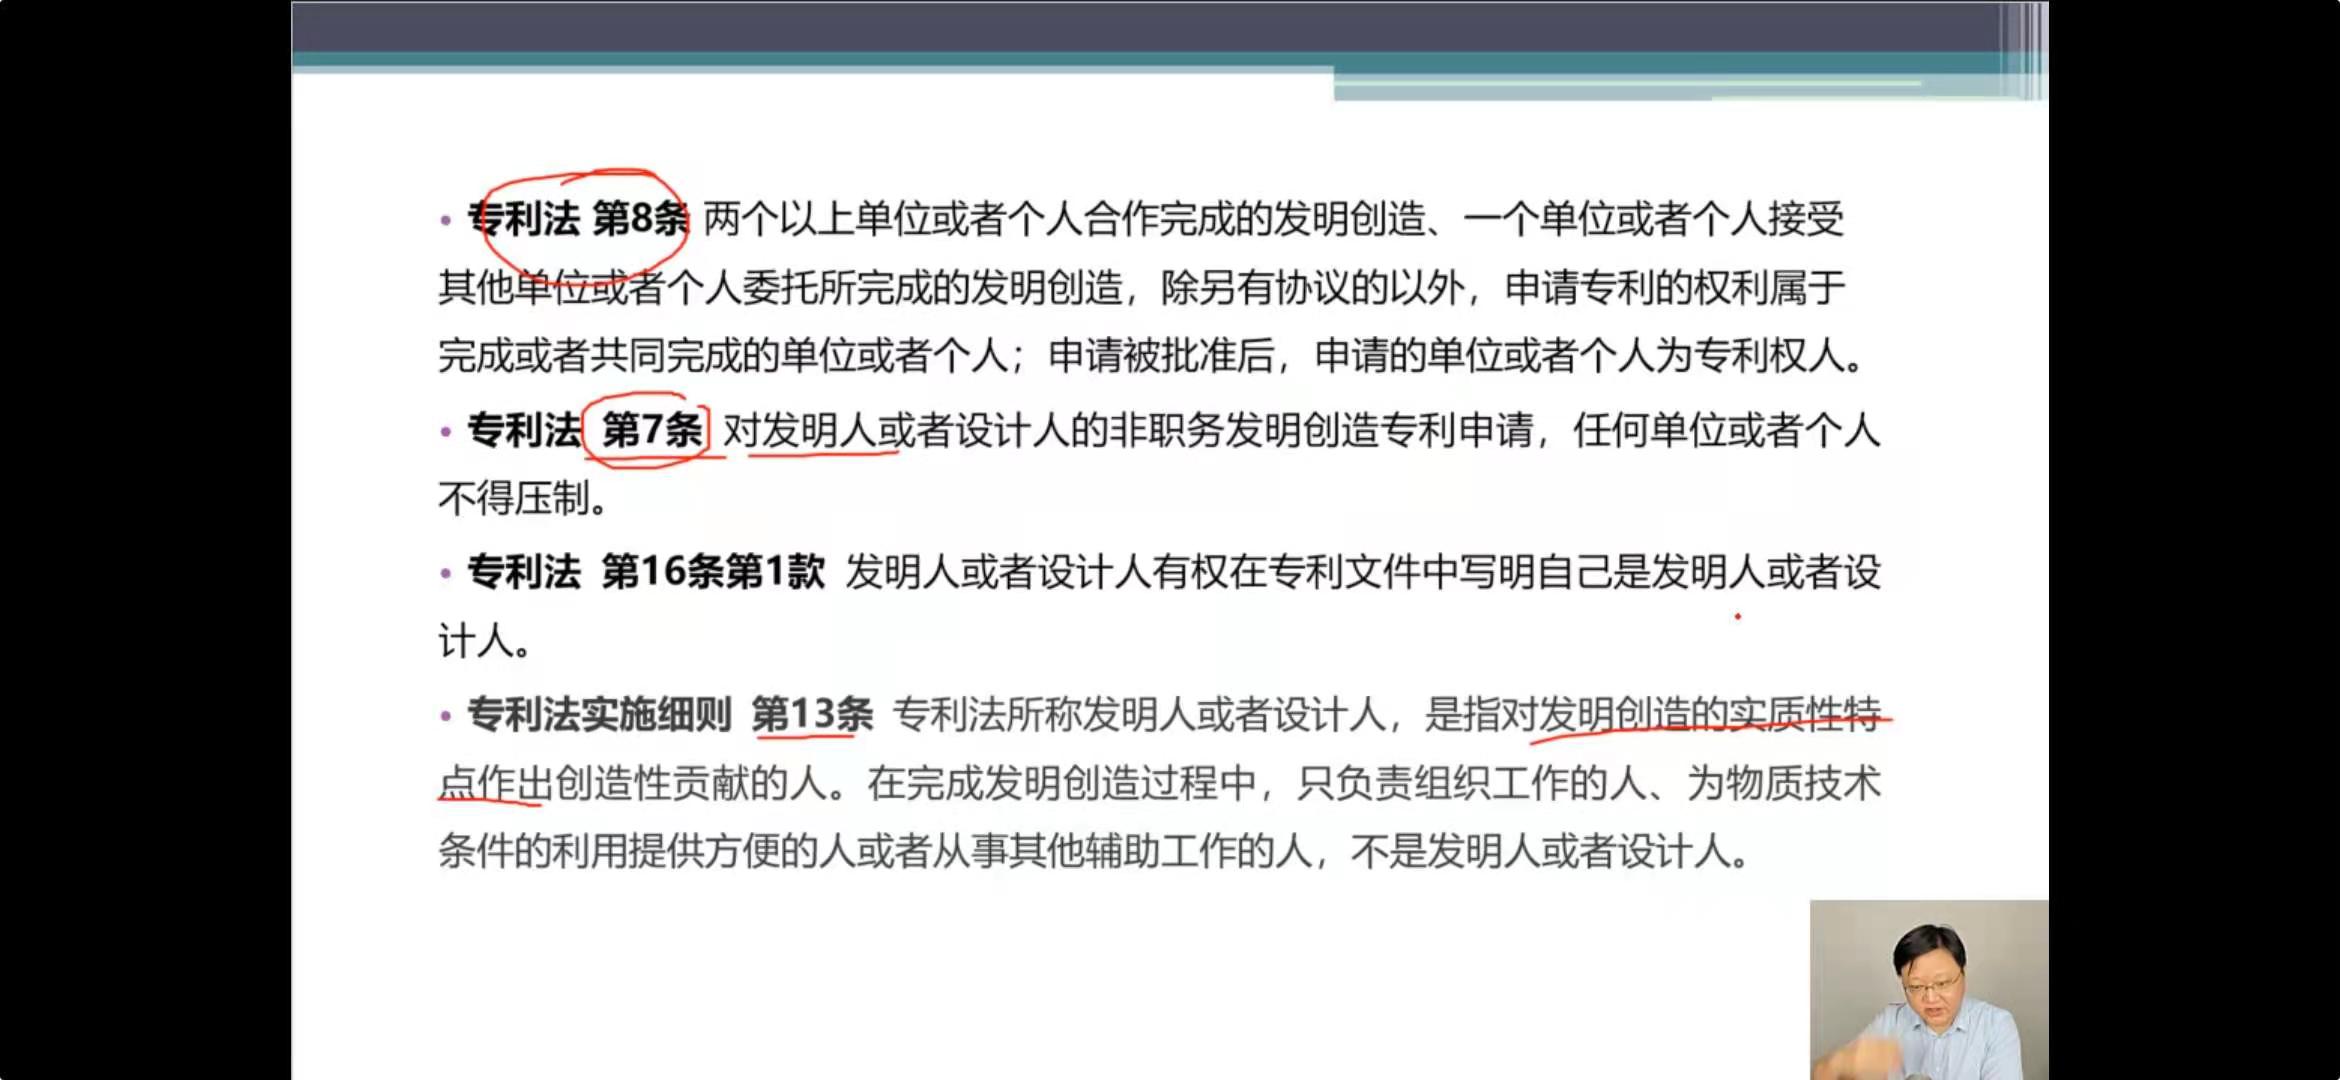 • 专利法 第8条 两个以上单位或者个人合作完成的发明创造、一个单位或者个人接受
其他单位或者个人委托所完成的发明创造，除另有协议的以外，申请专利的权利属于
完成或者共同完成的单位或者个人；申请被批准后，申请的单位或者个人为专利权人。
• 专利法 第7条 对发明人或者设计人的非职务发明创造专利申请，任何单位或者个人
不得压制。
• 专利法 第16条第1款 发明人或者设计人有权在专利文件中写明自己是发明人或者设
计人。
• 专利法实施细则 第13条 专利法所称发明人或者设计人，是指对发明创造的实质性特
点作出创造性贡献的人。在完成发明创造过程中，只负责组织工作的人、为物质技术
条件的利用提供方便的人或者从事其他辅助工作的人，不是发明人或者设计人。